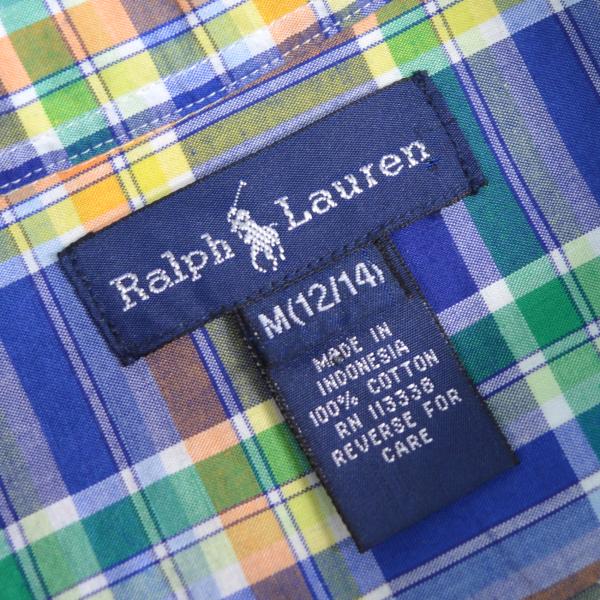 Ralph Lauren
M(12/14)
MADE IN
INDONESIA
100% COTTON
RN 113338
REVERSE FOR
CARE